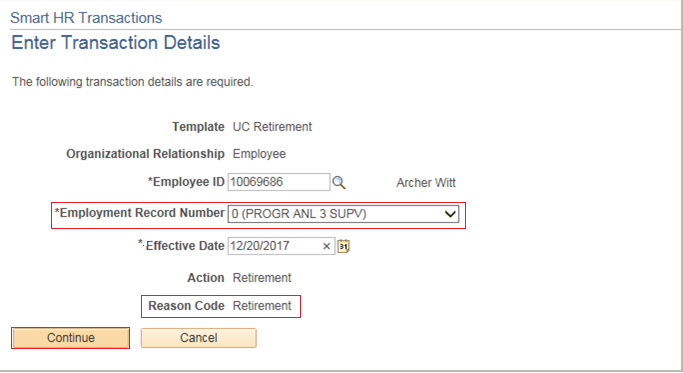 Smart HR Transactions
Enter Transaction Details
The following transaction details are required.
Template UC Retirement
Organizational Relationship Employee
*Employee ID 10069686 Archer Witt
*Employment Record Number 0 (PROGR ANL 3 SUPV)
*Effective Date 12/20/2017 × 31
Action Retirement
Reason Code Retirement
Continue Cancel